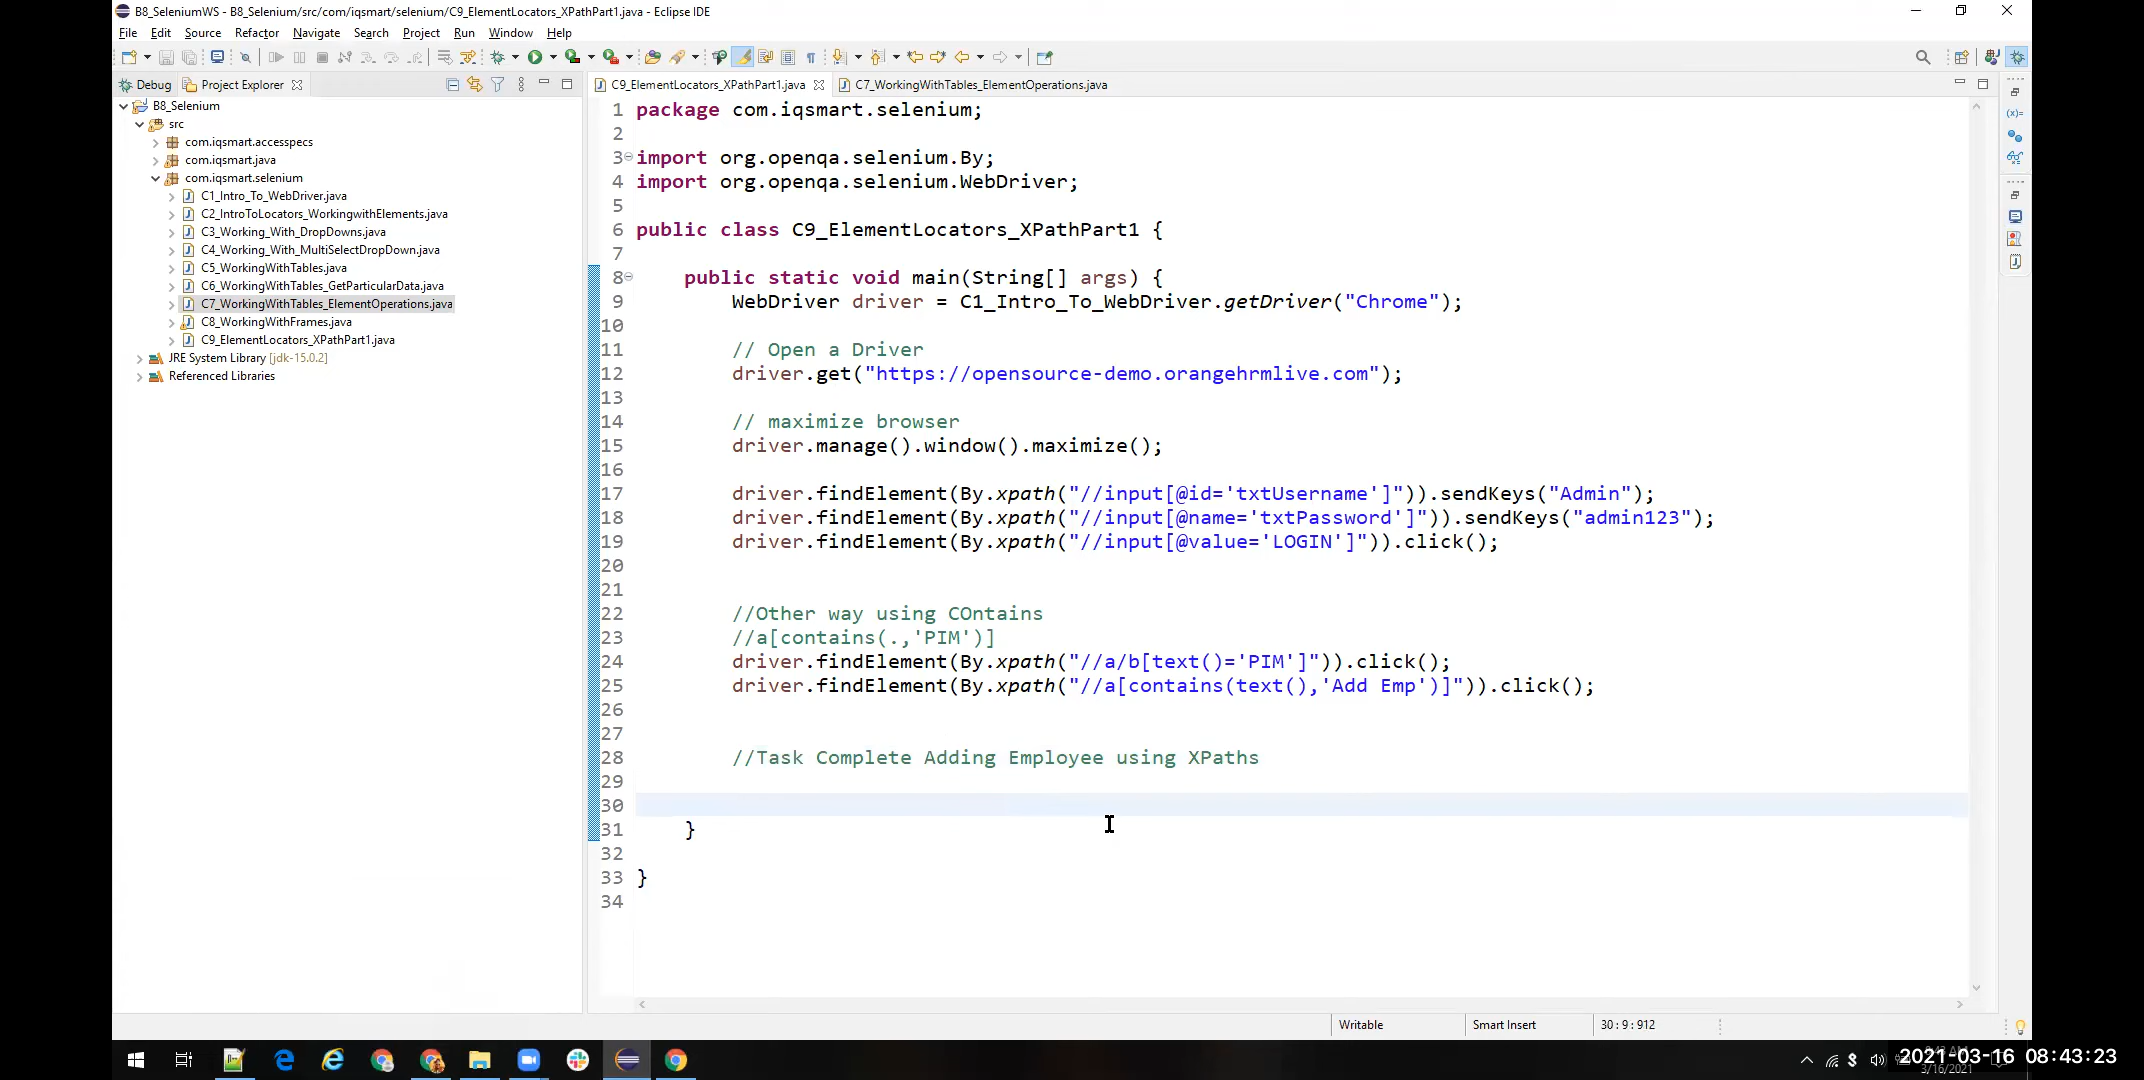 B8_SeleniumWS - B8_Selenium/src/com/iqsmart/selenium/C9_ElementLocators_XPathPart1.java - Eclipse IDE
File Edit Source Refactor Navigate Search Project Run Window Help
Debug Project Explorer
C9_ElementLocators_XPathPart1.java C7_WorkingWithTables_ElementOperations.java
B8_Selenium
src
com.iqsmart.accesspecs
com.iqsmart.java
com.iqsmart.selenium
C1_Intro_To_WebDriver.java
C2_IntroToLocators_WorkingwithElements.java
C3_Working_With_DropDowns.java
C4_Working_With_MultiSelectDropDown.java
C5_WorkingWithTables.java
C6_WorkingWithTables_GetParticularData.java
C7_WorkingWithTables_ElementOperations.java
C8_WorkingWithFrames.java
C9_ElementLocators_XPathPart1.java
JRE System Library [jdk-15.0.2]
Referenced Libraries
1 package com.iqsmart.selenium;
2
3 import org.openqa.selenium.By;
4 import org.openqa.selenium.WebDriver;
5
6 public class C9_ElementLocators_XPathPart1 {
7
8 public static void main(String[] args) {
9 WebDriver driver = C1_Intro_To_WebDriver.getDriver("Chrome");
10
11 // Open a Driver
12 driver.get("https://opensource-demo.orangehrmlive.com");
13
14 // maximize browser
15 driver.manage().window().maximize();
16
17 driver.findElement(By.xpath("//input[@id='txtUsername']")).sendKeys("Admin");
18 driver.findElement(By.xpath("//input[@name='txtPassword']")).sendKeys("admin123");
19 driver.findElement(By.xpath("//input[@value='LOGIN']")).click();
20
21
22 //Other way using COntains
23 //a[contains(.,'PIM')]
24 driver.findElement(By.xpath("//a/b[text()='PIM']")).click();
25 driver.findElement(By.xpath("//a[contains(text(),'Add Emp')]")).click();
26
27
28 //Task Complete Adding Employee using XPaths
29
30
31 }
32
33 }
34
Writable Smart Insert 30 : 9 : 912
2021-03-16 08:43:23
3/16/2021